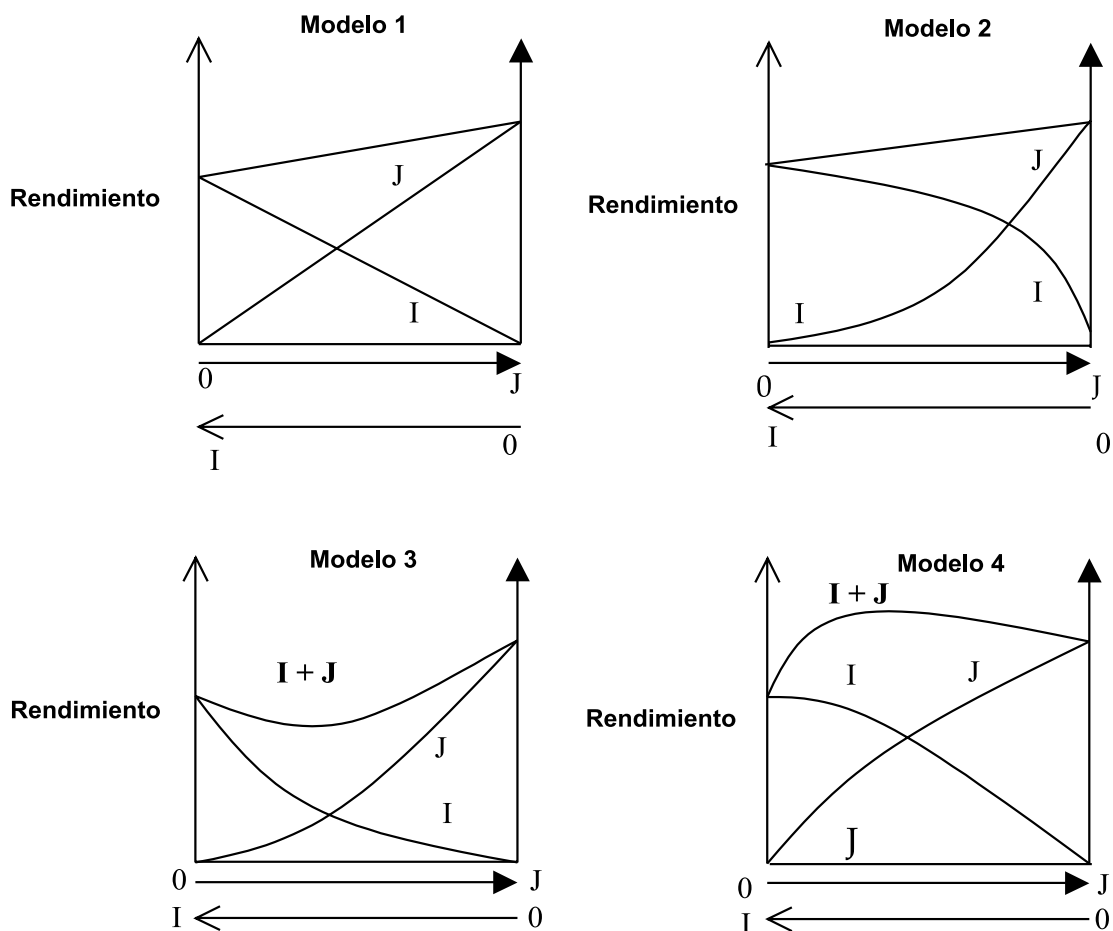 Modelo 1
Rendimiento
J
I
0
J
I
0
Modelo 2
Rendimiento
J
I
I
0
J
I
0
Modelo 3
Rendimiento
I + J
J
I
0
J
I
0
Modelo 4
I + J
Rendimiento
I
J
J
0
J
I
0